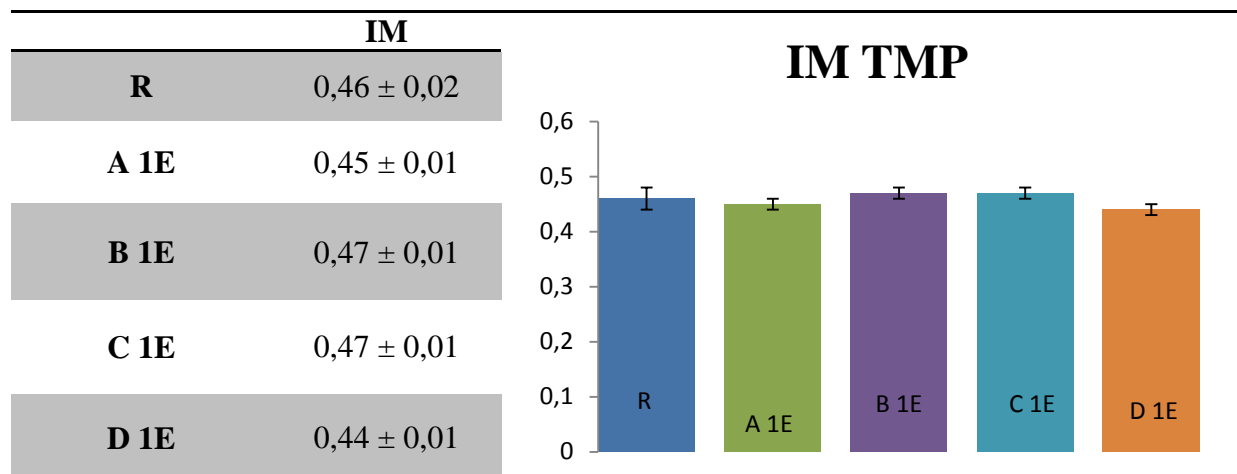 IM
R 0,46 ± 0,02
A 1E 0,45 ± 0,01
B 1E 0,47 ± 0,01
C 1E 0,47 ± 0,01
D 1E 0,44 ± 0,01
IM TMP
0,6
0,5
0,4
0,3
0,2
0,1
0
R
A 1E
B 1E
C 1E
D 1E